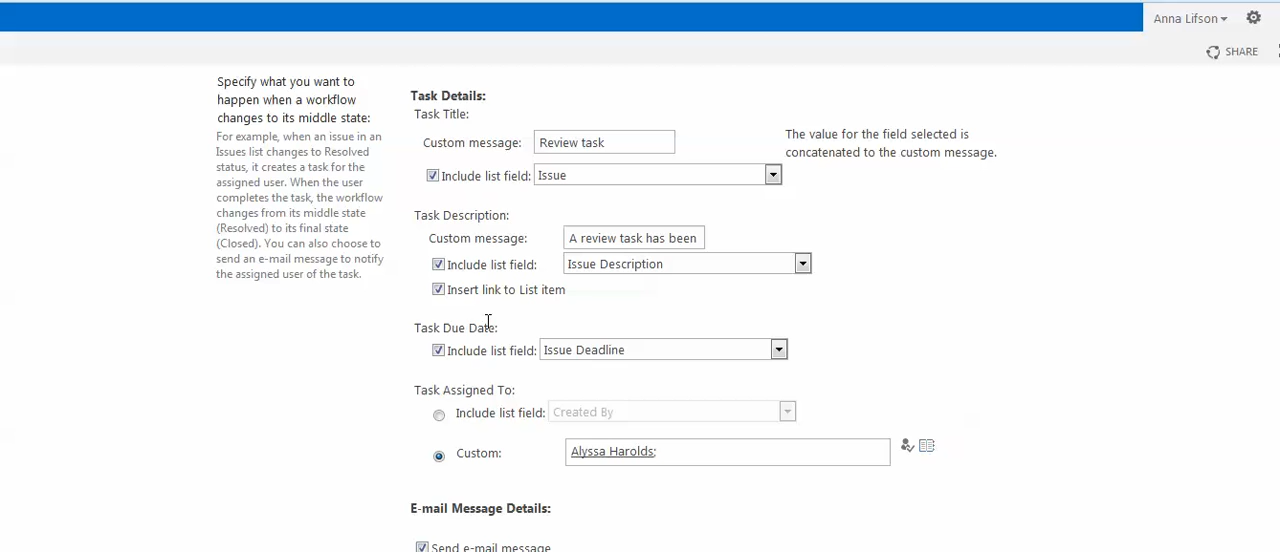 Anna Lifson
SHARE
Specify what you want to
happen when a workflow
changes to its middle state:
For example, when an issue in an
Issues list changes to Resolved
status, it creates a task for the
assigned user. When the user
completes the task, the workflow
changes from its middle state
(Resolved) to its final state
(Closed). You can also choose to
send an e-mail message to notify
the assigned user of the task.
Task Details:
Task Title:
Custom message: Review task
The value for the field selected is
concatenated to the custom message.
Include list field: Issue
Task Description:
Custom message: A review task has been
Include list field: Issue Description
Insert link to List item
Task Due Date:
Include list field: Issue Deadline
Task Assigned To:
Include list field: Created By
Custom: Alyssa Harolds;
E-mail Message Details:
Send e-mail message